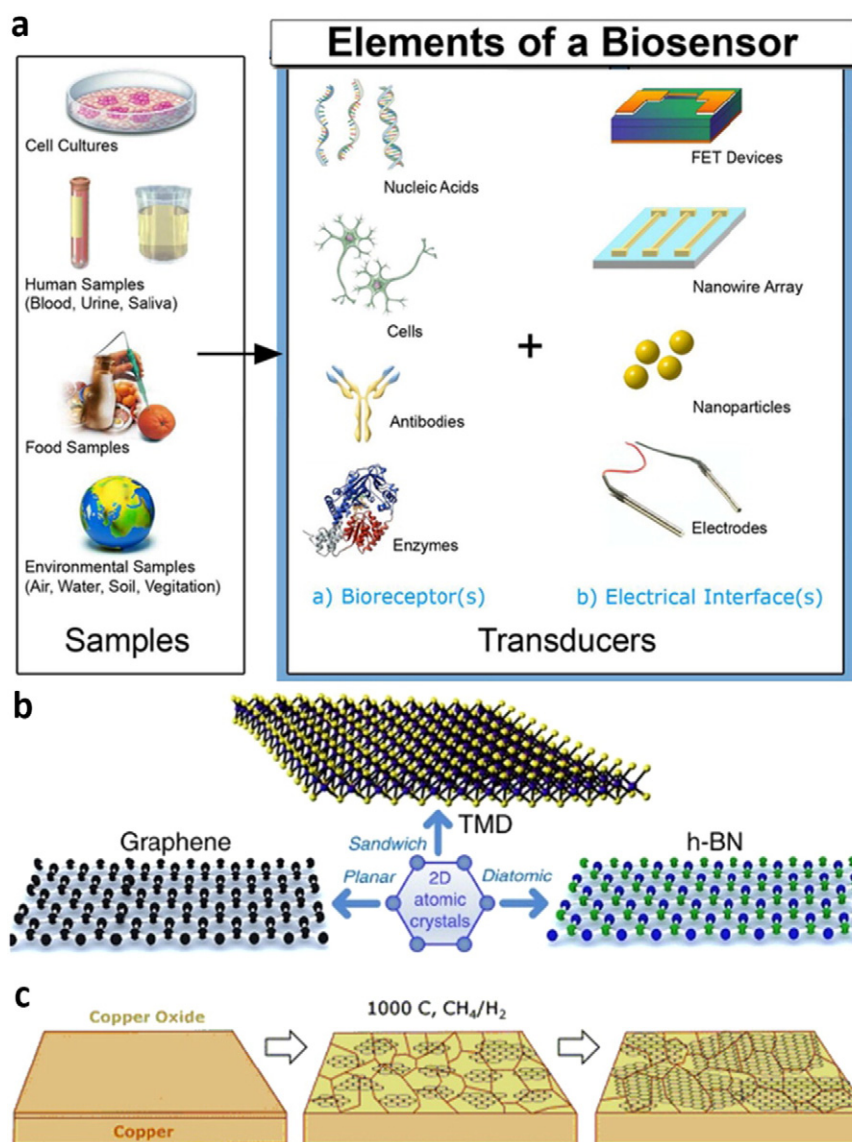 a
Elements of a Biosensor
Cell Cultures
Human Samples
(Blood, Urine, Saliva)
Food Samples
Environmental Samples
(Air, Water, Soil, Vegitation)
Samples
Nucleic Acids
Cells
Antibodies
Enzymes
a) Bioreceptor(s)
+
FET Devices
Nanowire Array
Nanoparticles
Electrodes
b) Electrical Interface(s)
Transducers
b
TMD
Graphene
h-BN
Sandwich
Planar
Diatomic
2D
atomic
crystals
c
Copper Oxide
1000 C, CH₄/H₂
Copper